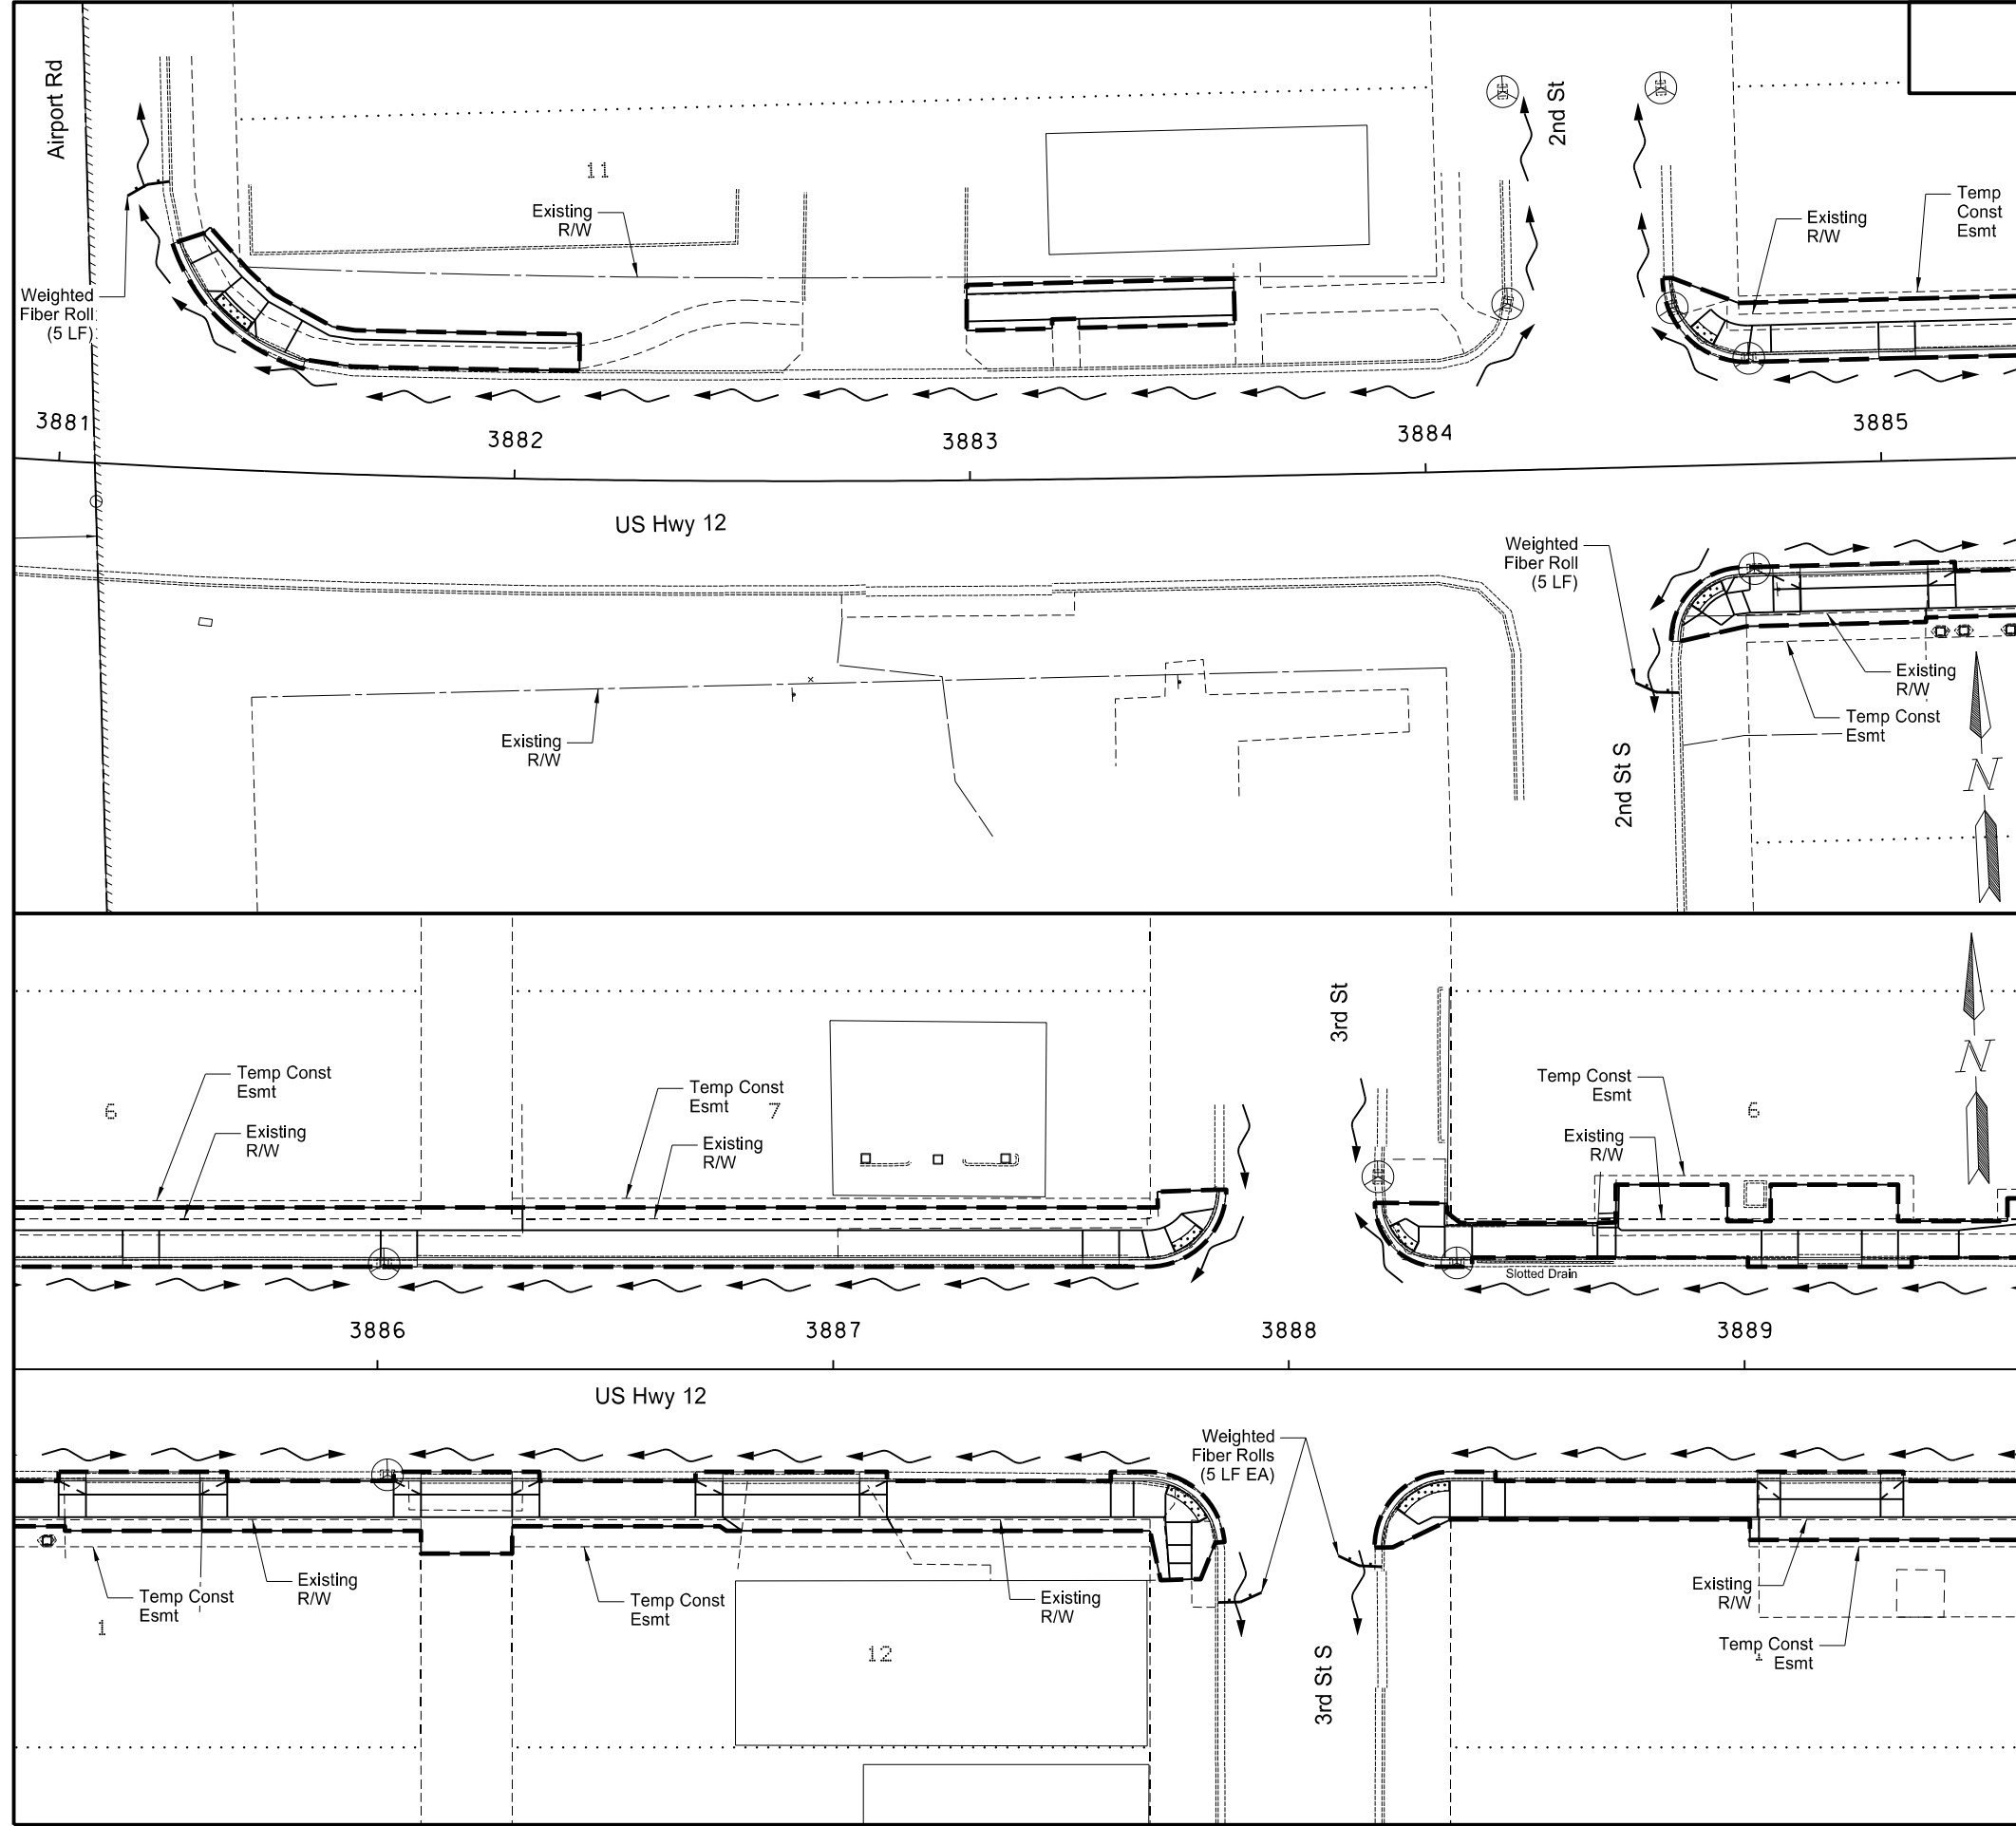 Airport Rd
2nd St
11
Existing
R/W
Existing
R/W
Temp
Const
Esmt
Weighted
Fiber Roll
(5 LF)
3881
3882
3883
3884
3885
US Hwy 12
Weighted
Fiber Roll
(5 LF)
Existing
R/W
Temp Const
Esmt
Existing
R/W
2nd St S
N
3rd St
6
Temp Const
Esmt
Existing
R/W
Temp Const
Esmt
7
Existing
R/W
Temp Const
Esmt
6
Existing
R/W
N
Slotted Drain
3886
3887
3888
3889
US Hwy 12
Weighted
Fiber Rolls
(5 LF EA)
Temp Const
Esmt
1
Existing
R/W
Temp Const
Esmt
12
Existing
R/W
3rd St S
Existing
R/W
Temp Const
Esmt
1